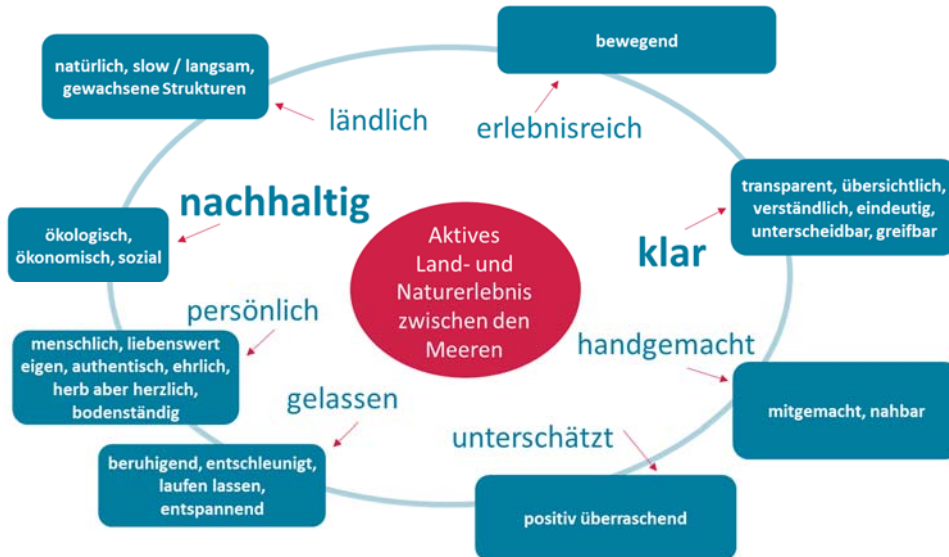 bewegend
natürlich, slow / langsam,
gewachsene Strukturen
ländlich
erlebnisreich
nachhaltig
transparent, übersichtlich,
verständlich, eindeutig,
unterscheidbar, greifbar
ökologisch,
ökonomisch, sozial
Aktives
Land- und
Naturerlebnis
zwischen den
Meeren
klar
persönlich
menschlich, liebenswert
eigen, authentisch, ehrlich,
herb aber herzlich,
bodenständig
handgemacht
mitgemacht, nahbar
gelassen
unterschätzt
beruhigend, entschleunigt,
laufen lassen,
entspannend
positiv überraschend